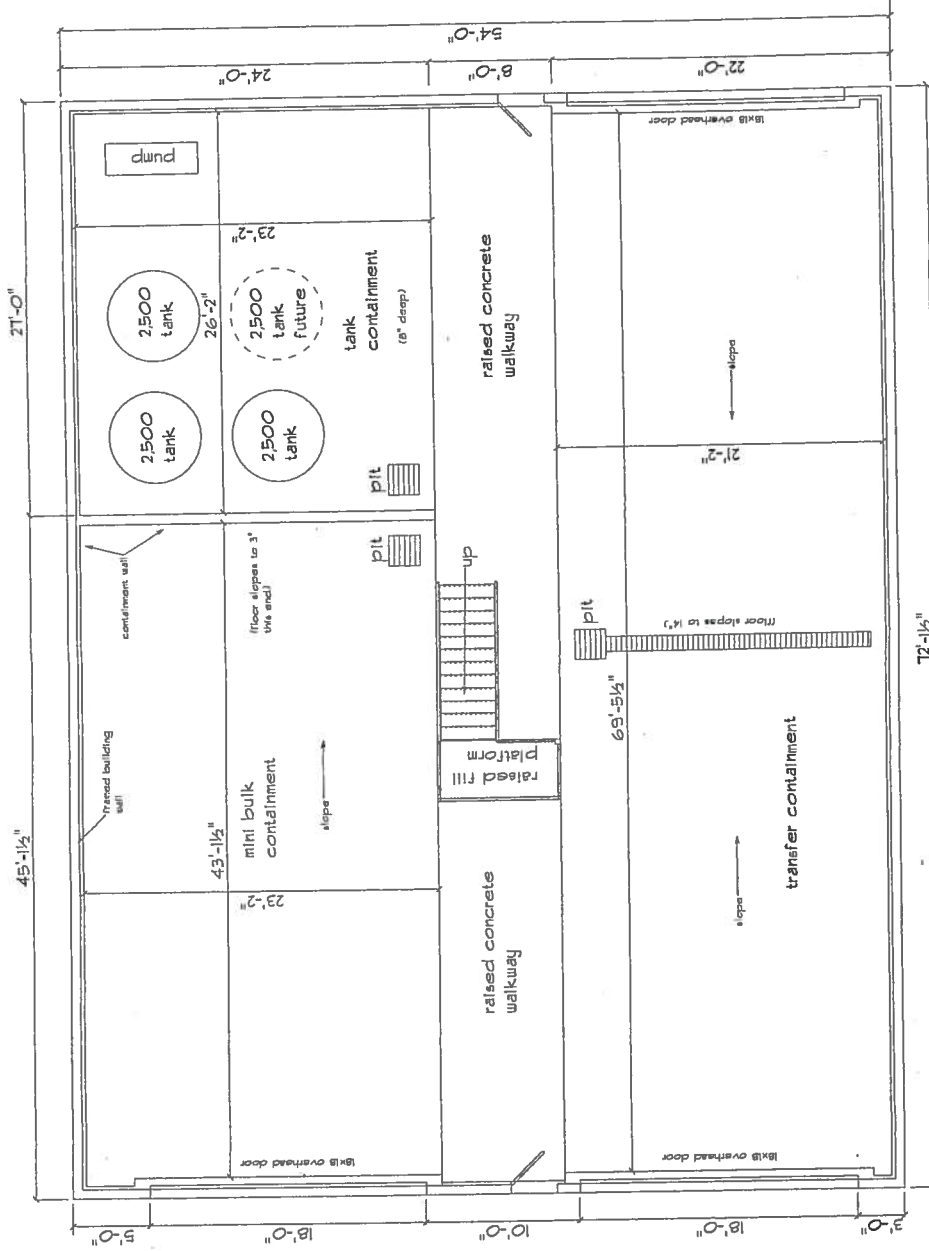 54'-0"
24'-0"
8'-0"
22'-0"
27'-0"
pump
18x18 overhead door
23'-2"
2,500
tank
26'-2"
2,500
tank
future
tank
containment
(8" deep)
raised concrete
walkway
slope
2,500
tank
2,500
tank
21'-2"
pit
containment wall
(floor slopes to 3"
this end)
pit
up
pit
(floor slopes to 14")
72'-1½"
framed building
wall
45'-1½"
43'-1½"
mini bulk
containment
slope
raised fill
platform
69'-5½"
transfer containment
23'-2"
raised concrete
walkway
slope
18x18 overhead door
18x18 overhead door
5'-0"
18'-0"
10'-0"
18'-0"
3'-0"